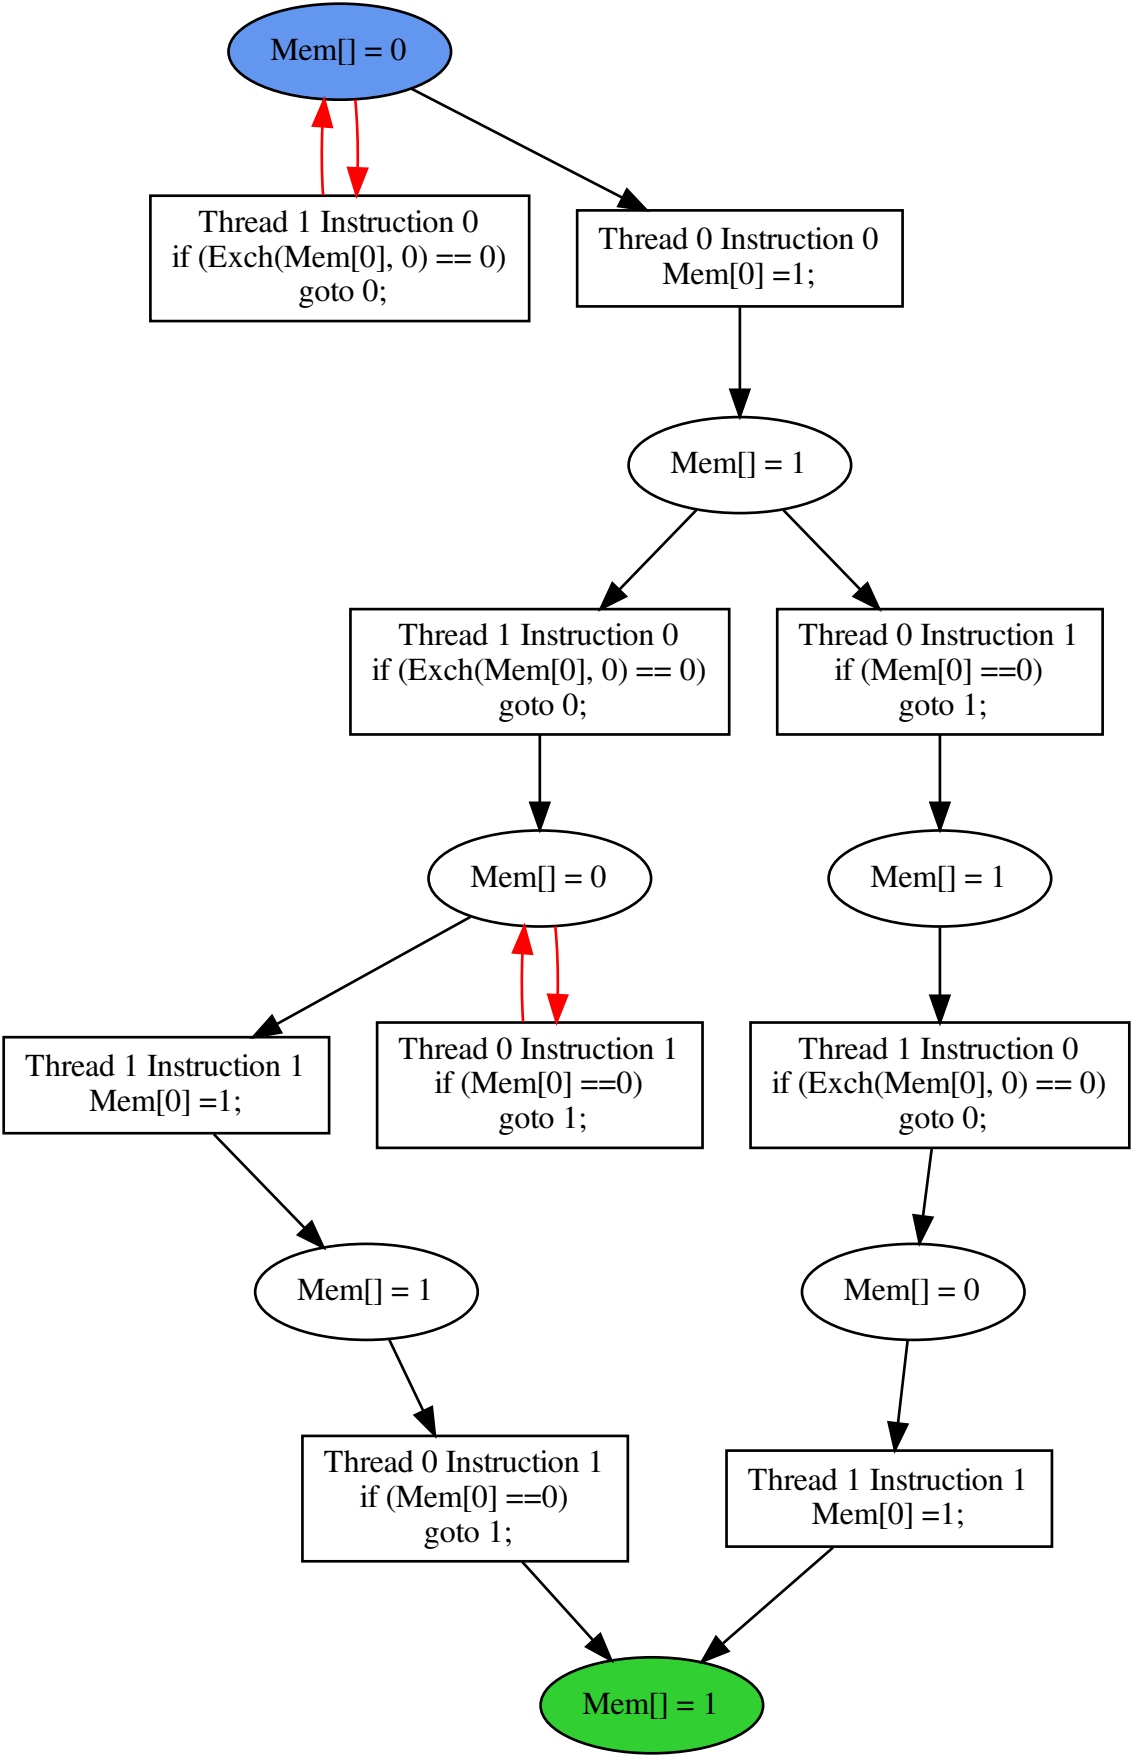 Mem[] = 0
Thread 1 Instruction 0
if (Exch(Mem[0], 0) == 0)
goto 0;
Thread 0 Instruction 0
Mem[0] =1;
Mem[] = 1
Thread 1 Instruction 0
if (Exch(Mem[0], 0) == 0)
goto 0;
Thread 0 Instruction 1
if (Mem[0] ==0)
goto 1;
Mem[] = 0
Mem[] = 1
Thread 1 Instruction 1
Mem[0] =1;
Thread 0 Instruction 1
if (Mem[0] ==0)
goto 1;
Thread 1 Instruction 0
if (Exch(Mem[0], 0) == 0)
goto 0;
Mem[] = 1
Mem[] = 0
Thread 0 Instruction 1
if (Mem[0] ==0)
goto 1;
Thread 1 Instruction 1
Mem[0] =1;
Mem[] = 1